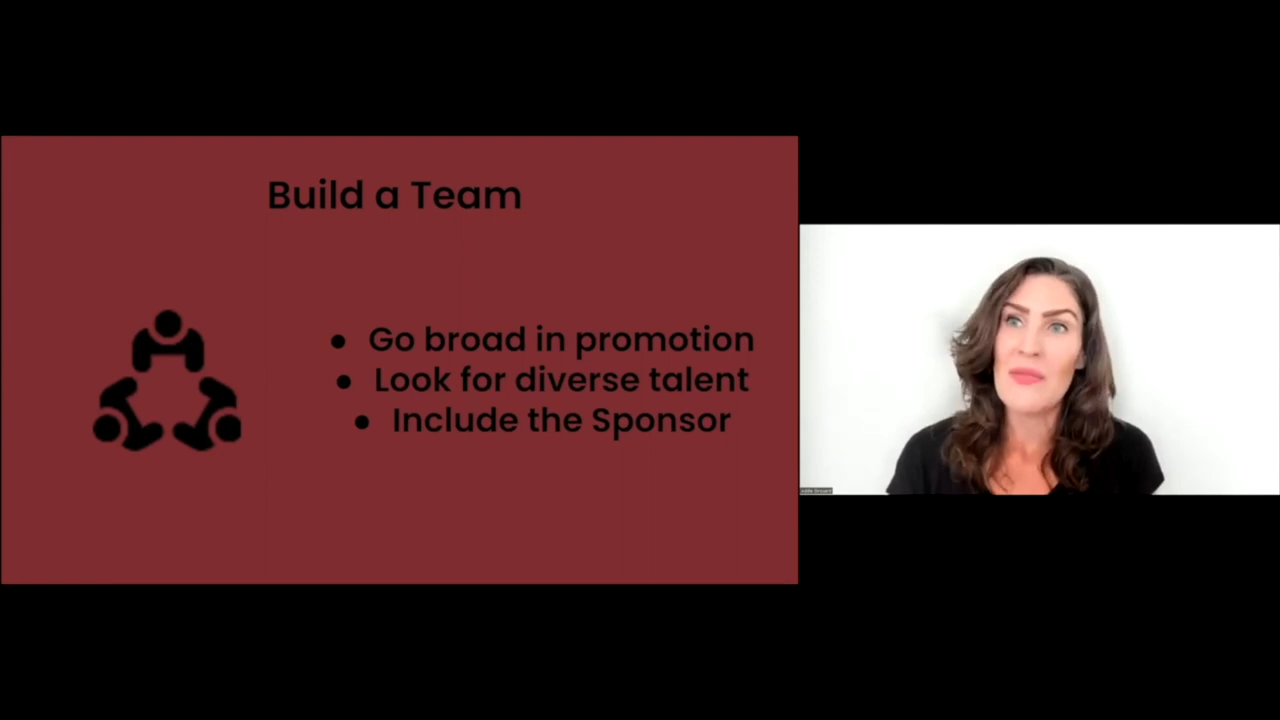 Build a Team
● Go broad in promotion
● Look for diverse talent
● Include the Sponsor